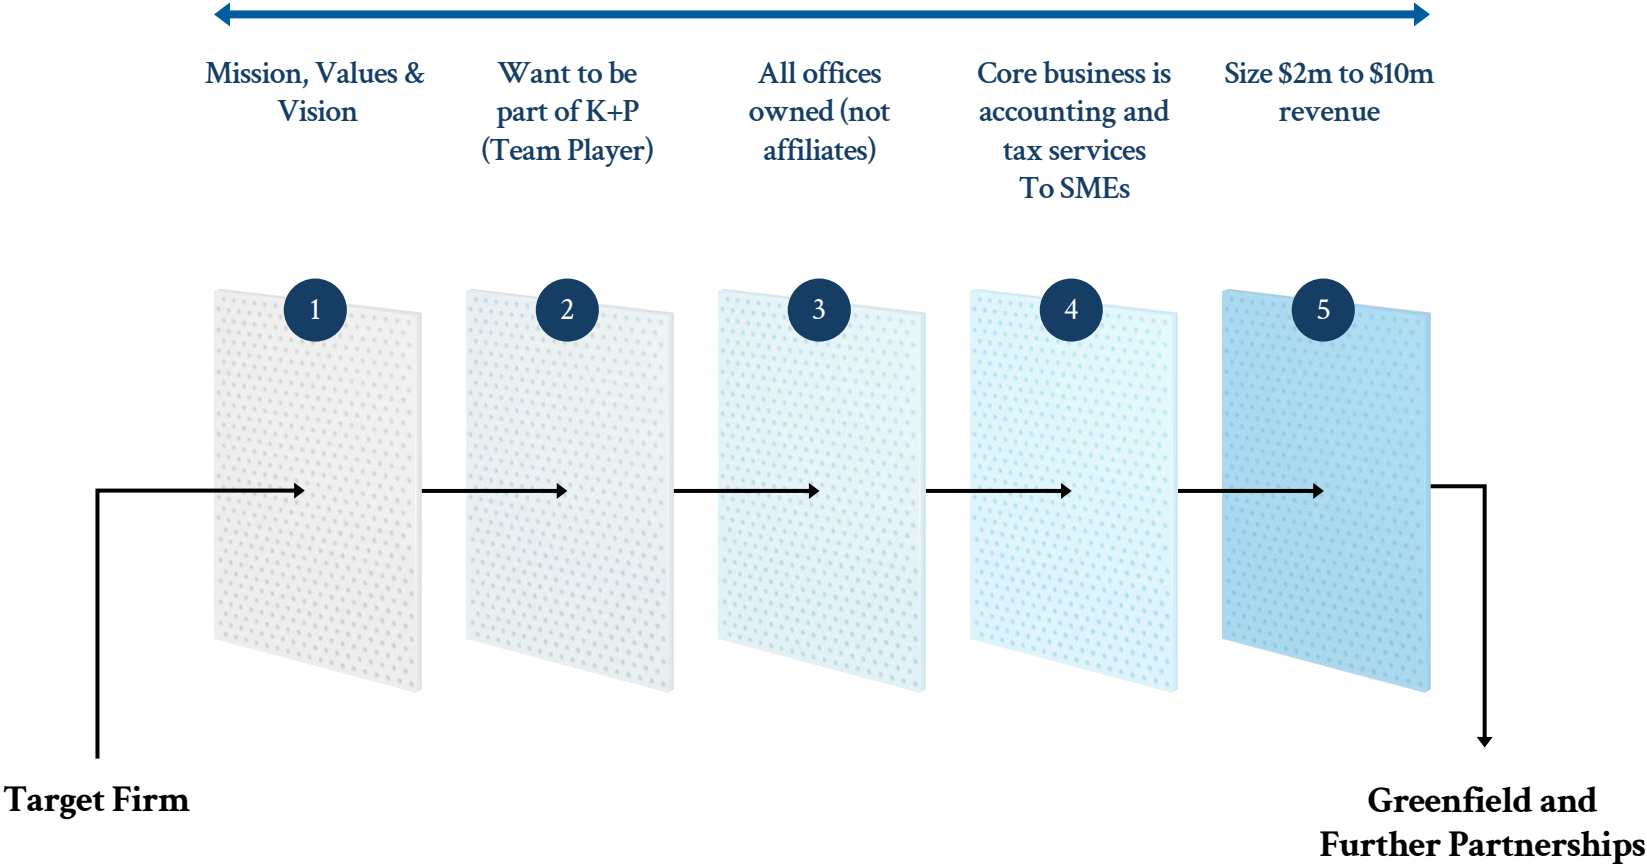 Mission, Values &
Vision
Want to be
part of K+P
(Team Player)
All offices
owned (not
affiliates)
Core business is
accounting and
tax services
To SMEs
Size $2m to $10m
revenue
1
2
3
4
5
Target Firm
Greenfield and
Further Partnerships